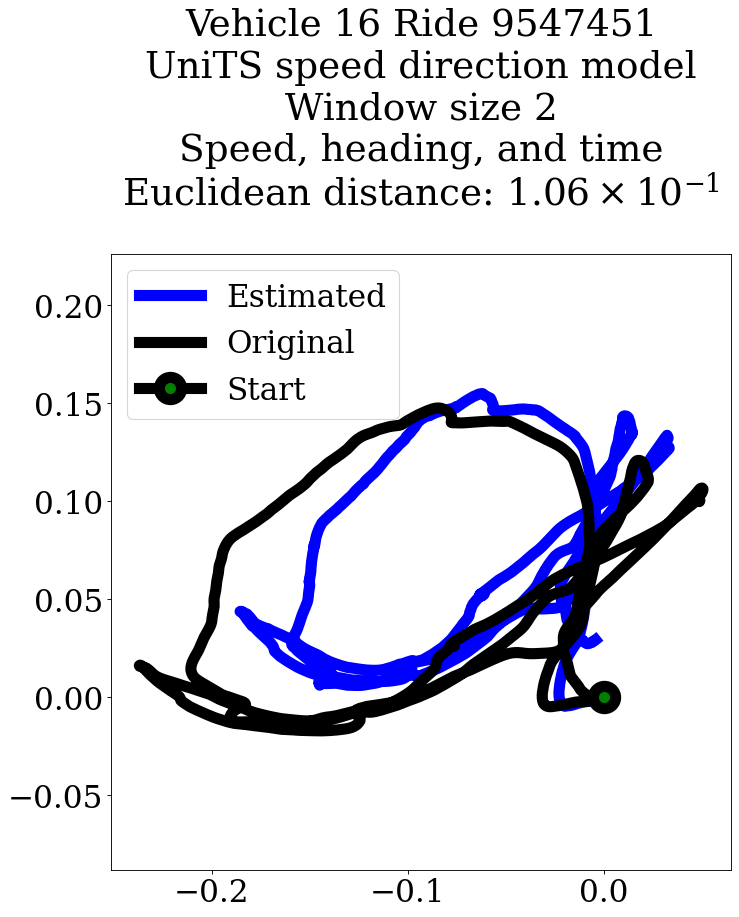 Vehicle 16 Ride 9547451
UniTS speed direction model
Window size 2
Speed, heading, and time
Euclidean distance: $1.06 \times 10^{-1}$
Estimated
Original
Start
0.20
0.15
0.10
0.05
0.00
−0.05
−0.2 −0.1 0.0